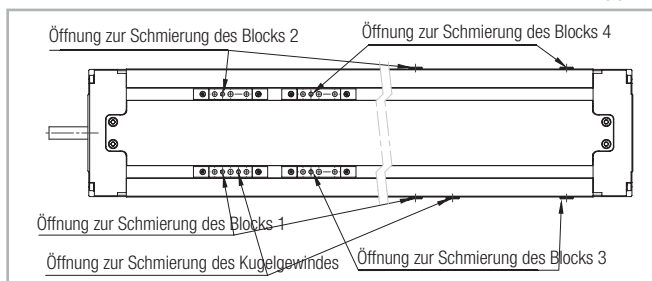 Öffnung zur Schmierung des Blocks 2
Öffnung zur Schmierung des Blocks 4
Öffnung zur Schmierung des Blocks 1
Öffnung zur Schmierung des Kugelgewindes
Öffnung zur Schmierung des Blocks 3